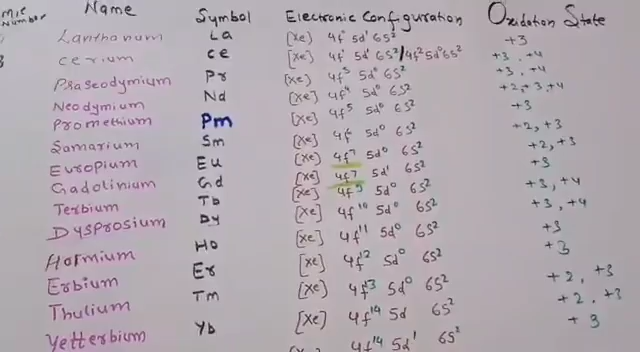 mic Name Symbol Electronic Configuration Oxidation State
Number
Lanthanum La [Xe] 4f⁰ 5d¹ 6s² +3
Cerium Ce [Xe] 4f¹ 5d¹ 6s²/4f² 5d⁰ 6s² +3, +4
Praseodymium Pr [Xe] 4f³ 5d⁰ 6s² +3, +4
Neodymium Nd [Xe] 4f⁴ 5d⁰ 6s² +2, +3, +4
Promethium Pm [Xe] 4f⁵ 5d⁰ 6s² +3
Samarium Sm [Xe] 4f⁶ 5d⁰ 6s² +2, +3
Europium Eu [Xe] 4f⁷ 5d⁰ 6s² +2, +3
Gadolinium Gd [Xe] 4f⁷ 5d¹ 6s² +3
Terbium Tb [Xe] 4f⁹ 5d⁰ 6s² +3, +4
Dysprosium Dy [Xe] 4f¹⁰ 5d⁰ 6s² +3, +4
Hormium Ho [Xe] 4f¹¹ 5d⁰ 6s² +3
Erbium Er [Xe] 4f¹² 5d⁰ 6s² +3
Thulium Tm [Xe] 4f¹³ 5d⁰ 6s² +2, +3
Yetterbium Yb [Xe] 4f¹⁴ 5d 6s² +2, +3
4f¹⁴ 5d¹ 6s² +3